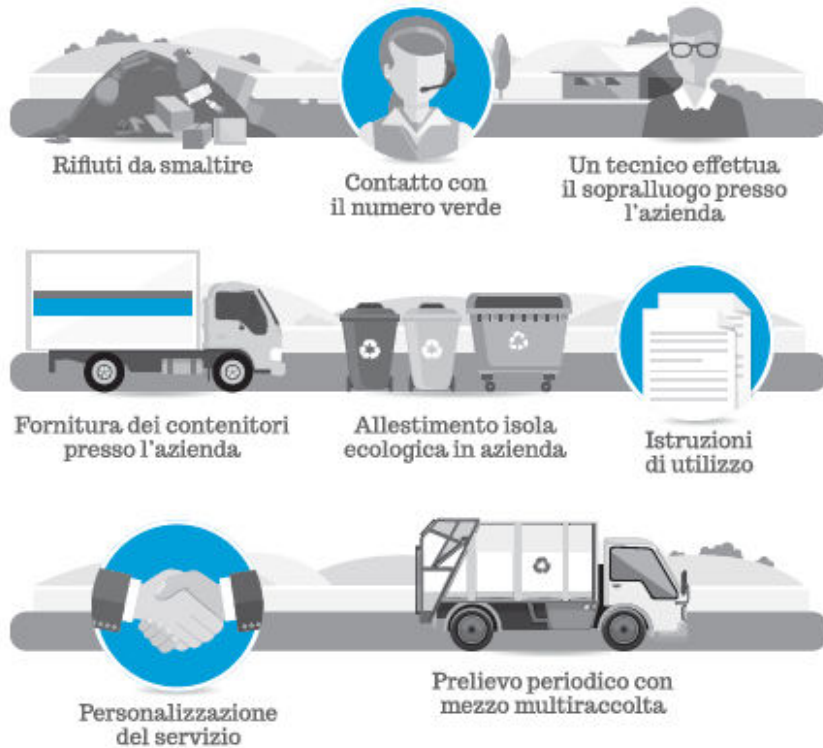 Rifiuti da smaltire
Contatto con
il numero verde
Un tecnico effettua
il sopralluogo presso
l'azienda
Fornitura dei contenitori
presso l'azienda
Allestimento isola
ecologica in azienda
Istruzioni
di utilizzo
Personalizzazione
del servizio
Prelievo periodico con
mezzo multiraccolta